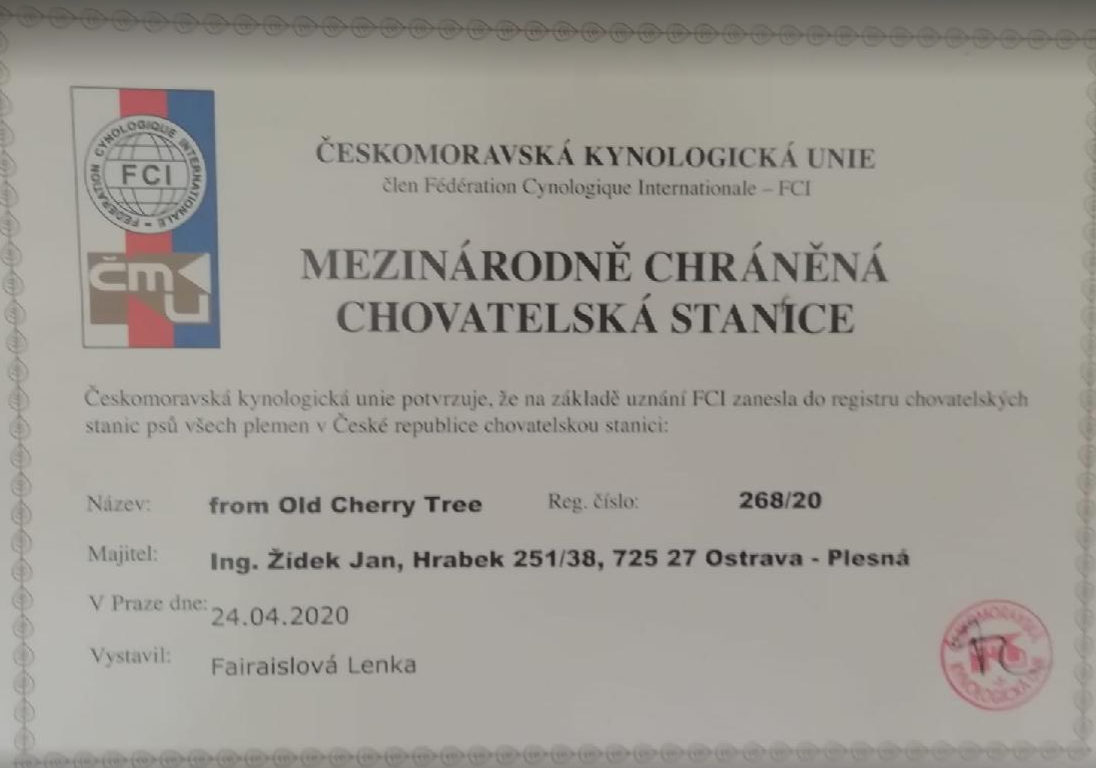 FEDERATION CYNOLOGIQUE INTERNATIONALE –
FCI
čmku
ČESKOMORAVSKÁ KYNOLOGICKÁ UNIE
člen Fédération Cynologique Internationale – FCI
MEZINÁRODNĚ CHRÁNĚNÁ
CHOVATELSKÁ STANICE
Českomoravská kynologická unie potvrzuje, že na základě uznání FCI zanesla do registru chovatelských
stanic psů všech plemen v České republice chovatelskou stanici:
Název: from Old Cherry Tree Reg. číslo: 268/20
Majitel: Ing. Žídek Jan, Hrabek 251/38, 725 27 Ostrava - Plesná
V Praze dne: 24.04.2020
Vystavil: Fairaislová Lenka
ČESKOMORAVSKÁ
KYNOLOGICKÁ UNIE